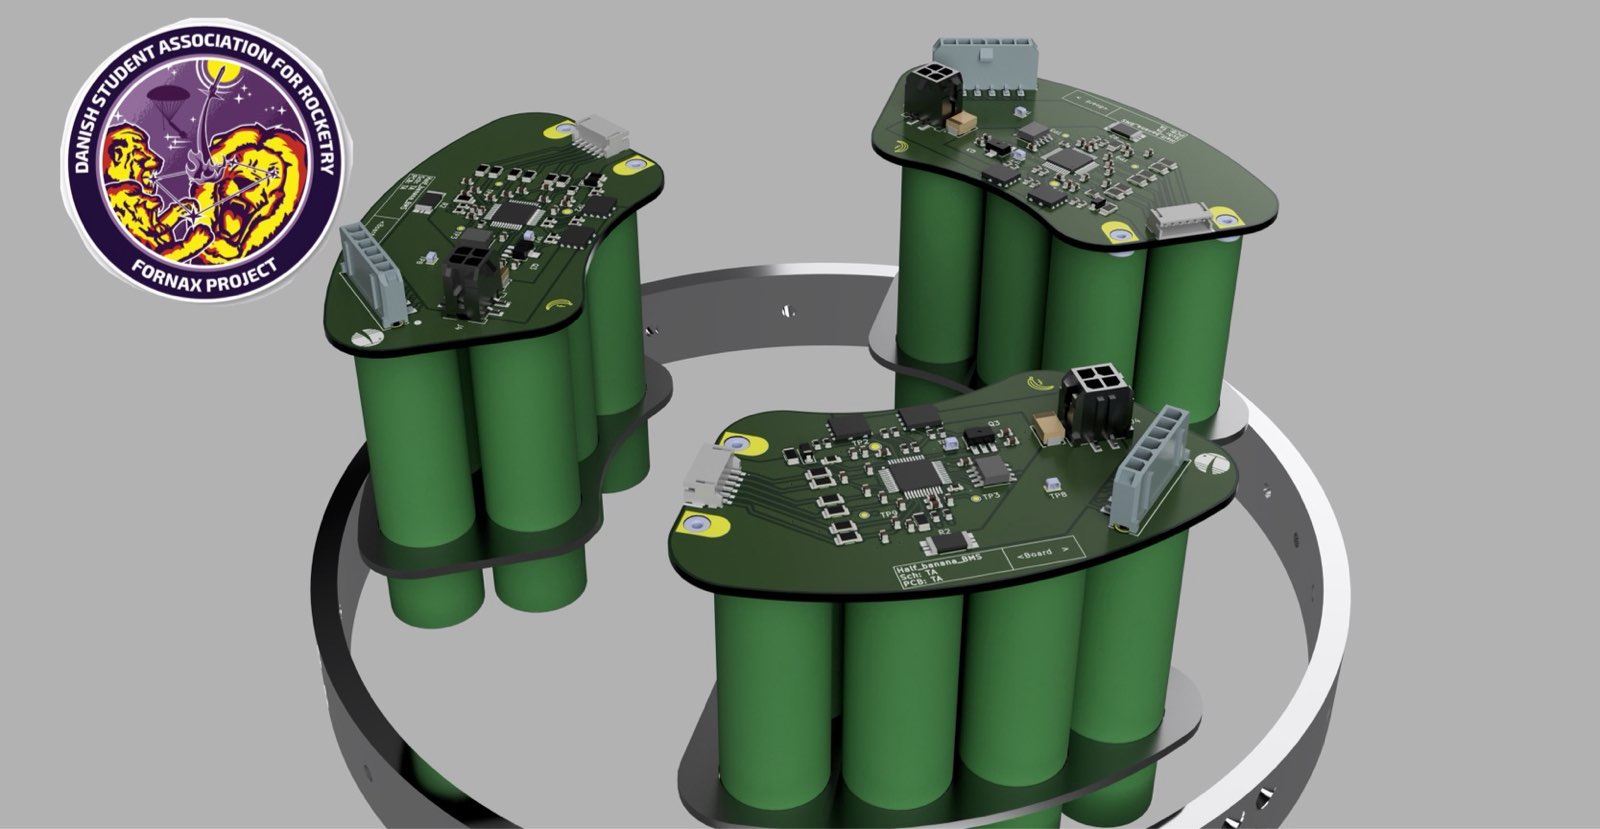 DANISH STUDENT ASSOCIATION FOR ROCKETRY
FORNAX PROJECT
Q3
TP2
TP3
TP8
TP9
R2
Half_banana_BMS
Sch: TA
PCB: TA
<Board >